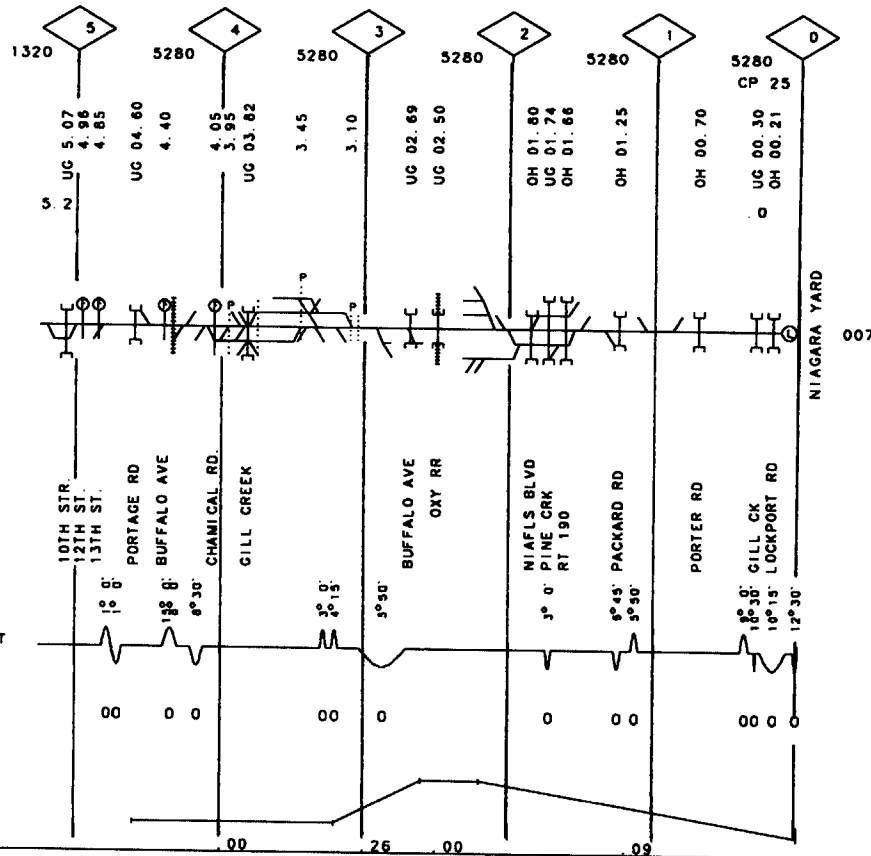 5
4
3
2
1
0
1320
5280
5280
5280
5280
5280
CP 25
UG 5.07
4.96
4.85
UG 04.60
4.40
4.05
3.95
UG 03.82
3.45
3.10
UG 02.69
UG 02.50
OH 01.80
UG 01.74
OH 01.66
OH 01.25
OH 00.70
UG 00.30
OH 00.21
5.2
0
P
P
P
L
NIAGARA YARD
007
10TH STR.
12TH ST.
13TH ST.
PORTAGE RD
BUFFALO AVE
CHAMICAL RD.
GILL CREEK
BUFFALO AVE
OXY RR
NIAFLS BLVD
PINE CRK
RT 190
PACKARD RD
PORTER RD
GILL CK
LOCKPORT RD
1° 0'
1° 0'
8° 30'
3° 0'
4° 15'
3° 0'
5° 50'
9° 0'
10° 30'
10° 15'
12° 30'
T
00
0
0
00
0
0
0
0
00
0
0
.00
.26
.00
.09